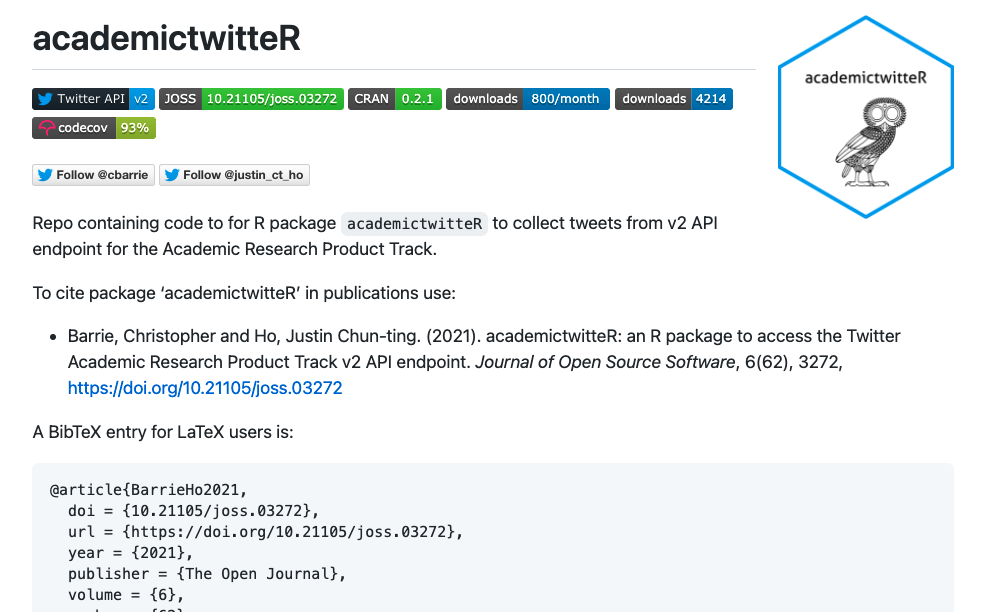 academictwitteR
academictwitteR
Twitter API v2 JOSS 10.21105/joss.03272 CRAN 0.2.1 downloads 800/month downloads 4214
codecov 93%
Follow @cbarrie Follow @justin_ct_ho
Repo containing code to for R package academictwitteR to collect tweets from v2 API
endpoint for the Academic Research Product Track.
To cite package ‘academictwitteR’ in publications use:
• Barrie, Christopher and Ho, Justin Chun-ting. (2021). academictwitteR: an R package to access the Twitter
Academic Research Product Track v2 API endpoint. Journal of Open Source Software, 6(62), 3272,
https://doi.org/10.21105/joss.03272
A BibTeX entry for LaTeX users is:
@article{BarrieHo2021,
doi = {10.21105/joss.03272},
url = {https://doi.org/10.21105/joss.03272},
year = {2021},
publisher = {The Open Journal},
volume = {6},